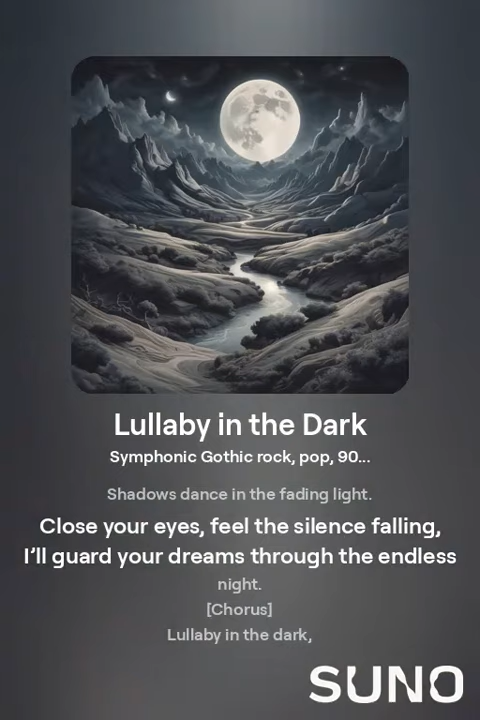 Lullaby in the Dark
Symphonic Gothic rock, pop, 90...
Shadows dance in the fading light.
Close your eyes, feel the silence falling,
I’ll guard your dreams through the endless
night.
[Chorus]
Lullaby in the dark,
SUNO